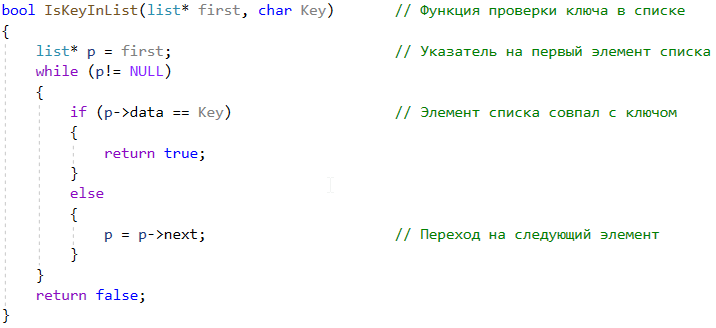 bool IsKeyInList(list* first, char Key) // Функция проверки ключа в списке
{
list* p = first; // Указатель на первый элемент списка
while (p!= NULL)
{
if (p->data == Key) // Элемент списка совпал с ключом
{
return true;
}
else
{
p = p->next; // Переход на следующий элемент
}
}
return false;
}